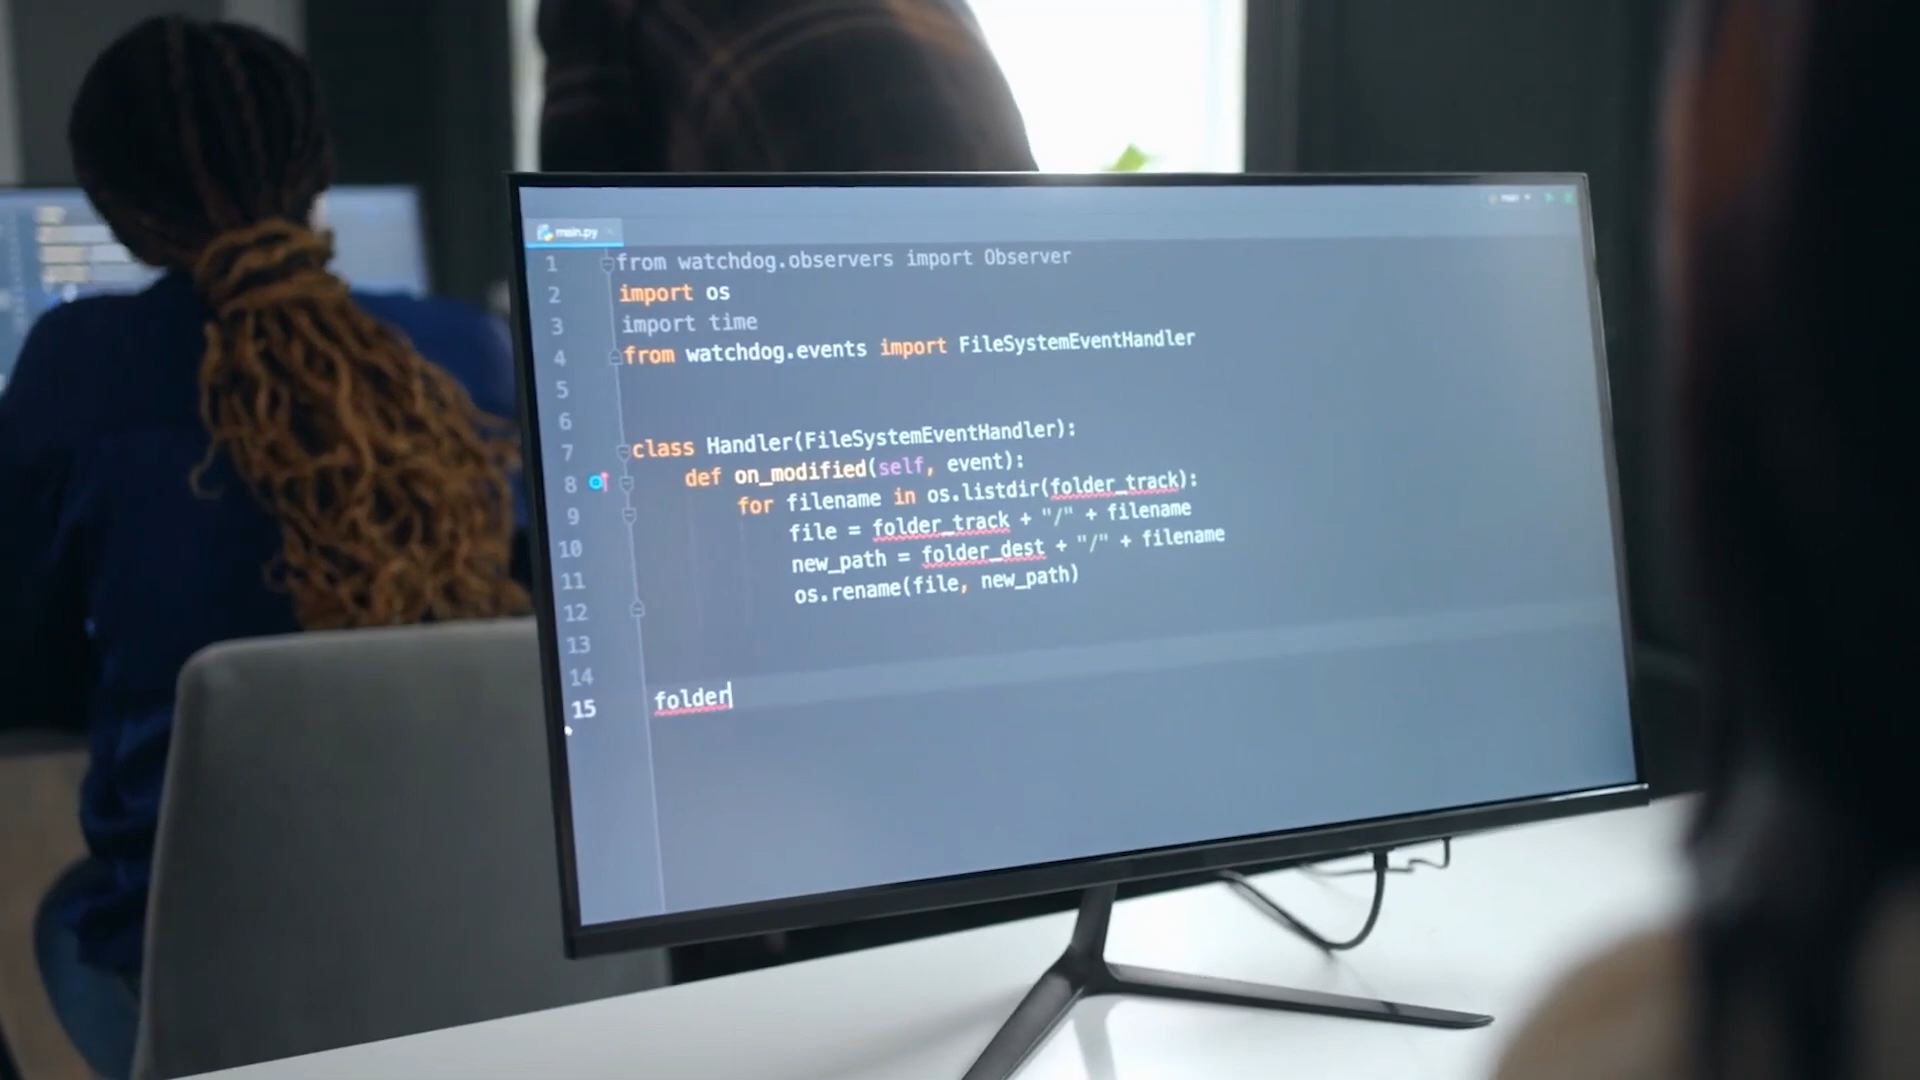 main.py
1 from watchdog.observers import Observer
2 import os
3 import time
4 from watchdog.events import import FileSystemEventHandler
5
6
7 class Handler(FileSystemEventHandler):
8 def on_modified(self, event):
9 for filename in os.listdir(folder_track):
10 file = folder_track + "/" + filename
11 new_path = folder_dest + "/" + filename
12 os.rename(file, new_path)
13
14
15 folder